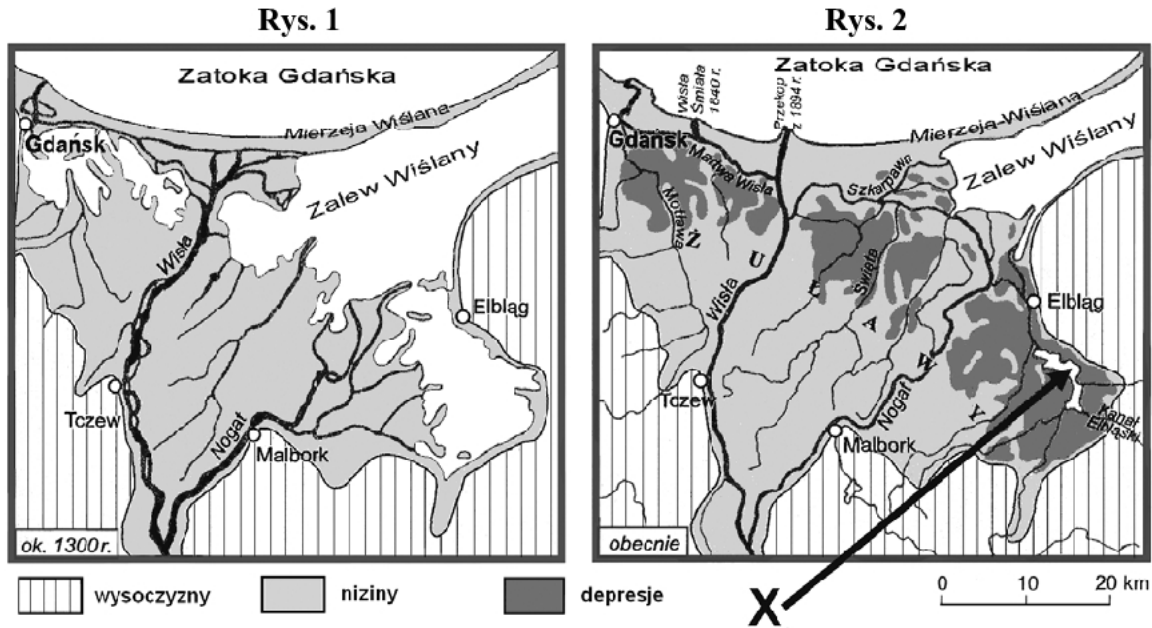 Rys. 1
Zatoka Gdańska
Mierzeja Wiślana
Gdańsk
Zalew Wiślany
Wisła
Elbląg
Tczew
Nogat
Malbork
ok. 1300 r.
Rys. 2
Zatoka Gdańska
Wisła
Śmiała
1840 r.
Przekop
z 1894 r.
Mierzeja Wiślana
Gdańsk
Martwa Wisła
Zalew Wiślany
Szkarpawa
Motława
Ż U Ł A W Y
Święta
Wisła
Elbląg
Tczew
Nogat
Malbork
Kanał
Elbląski
obecnie
X
wysoczyzny
niziny
depresje
0 10 20 km